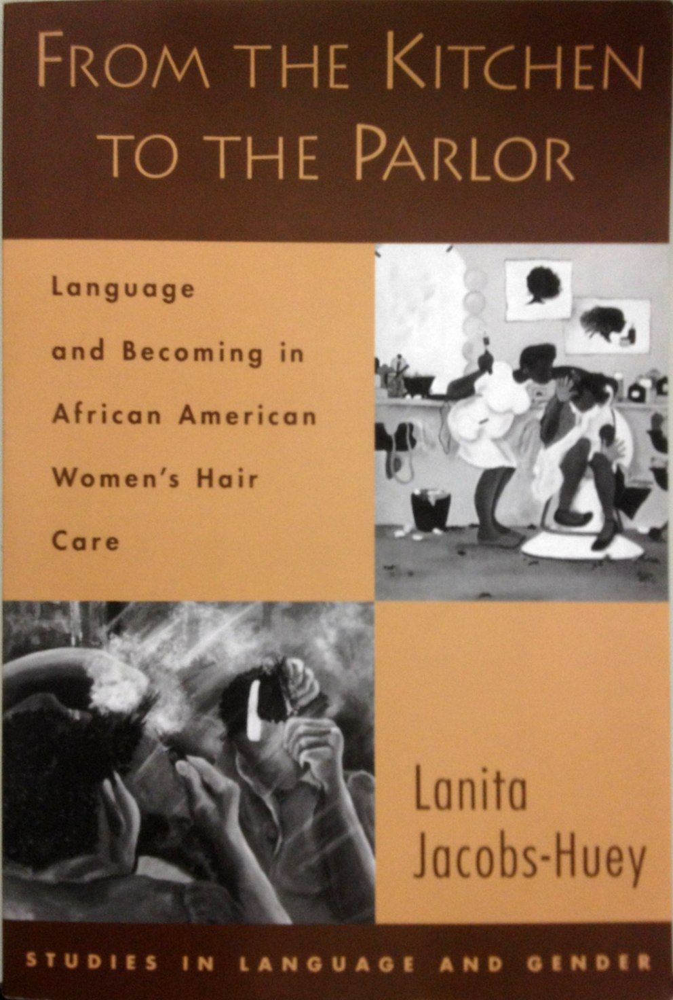 FROM THE KITCHEN
TO THE PARLOR
Language
and Becoming in
African American
Women's Hair
Care
Lanita
Jacobs-Huey
STUDIES IN LANGUAGE AND GENDER